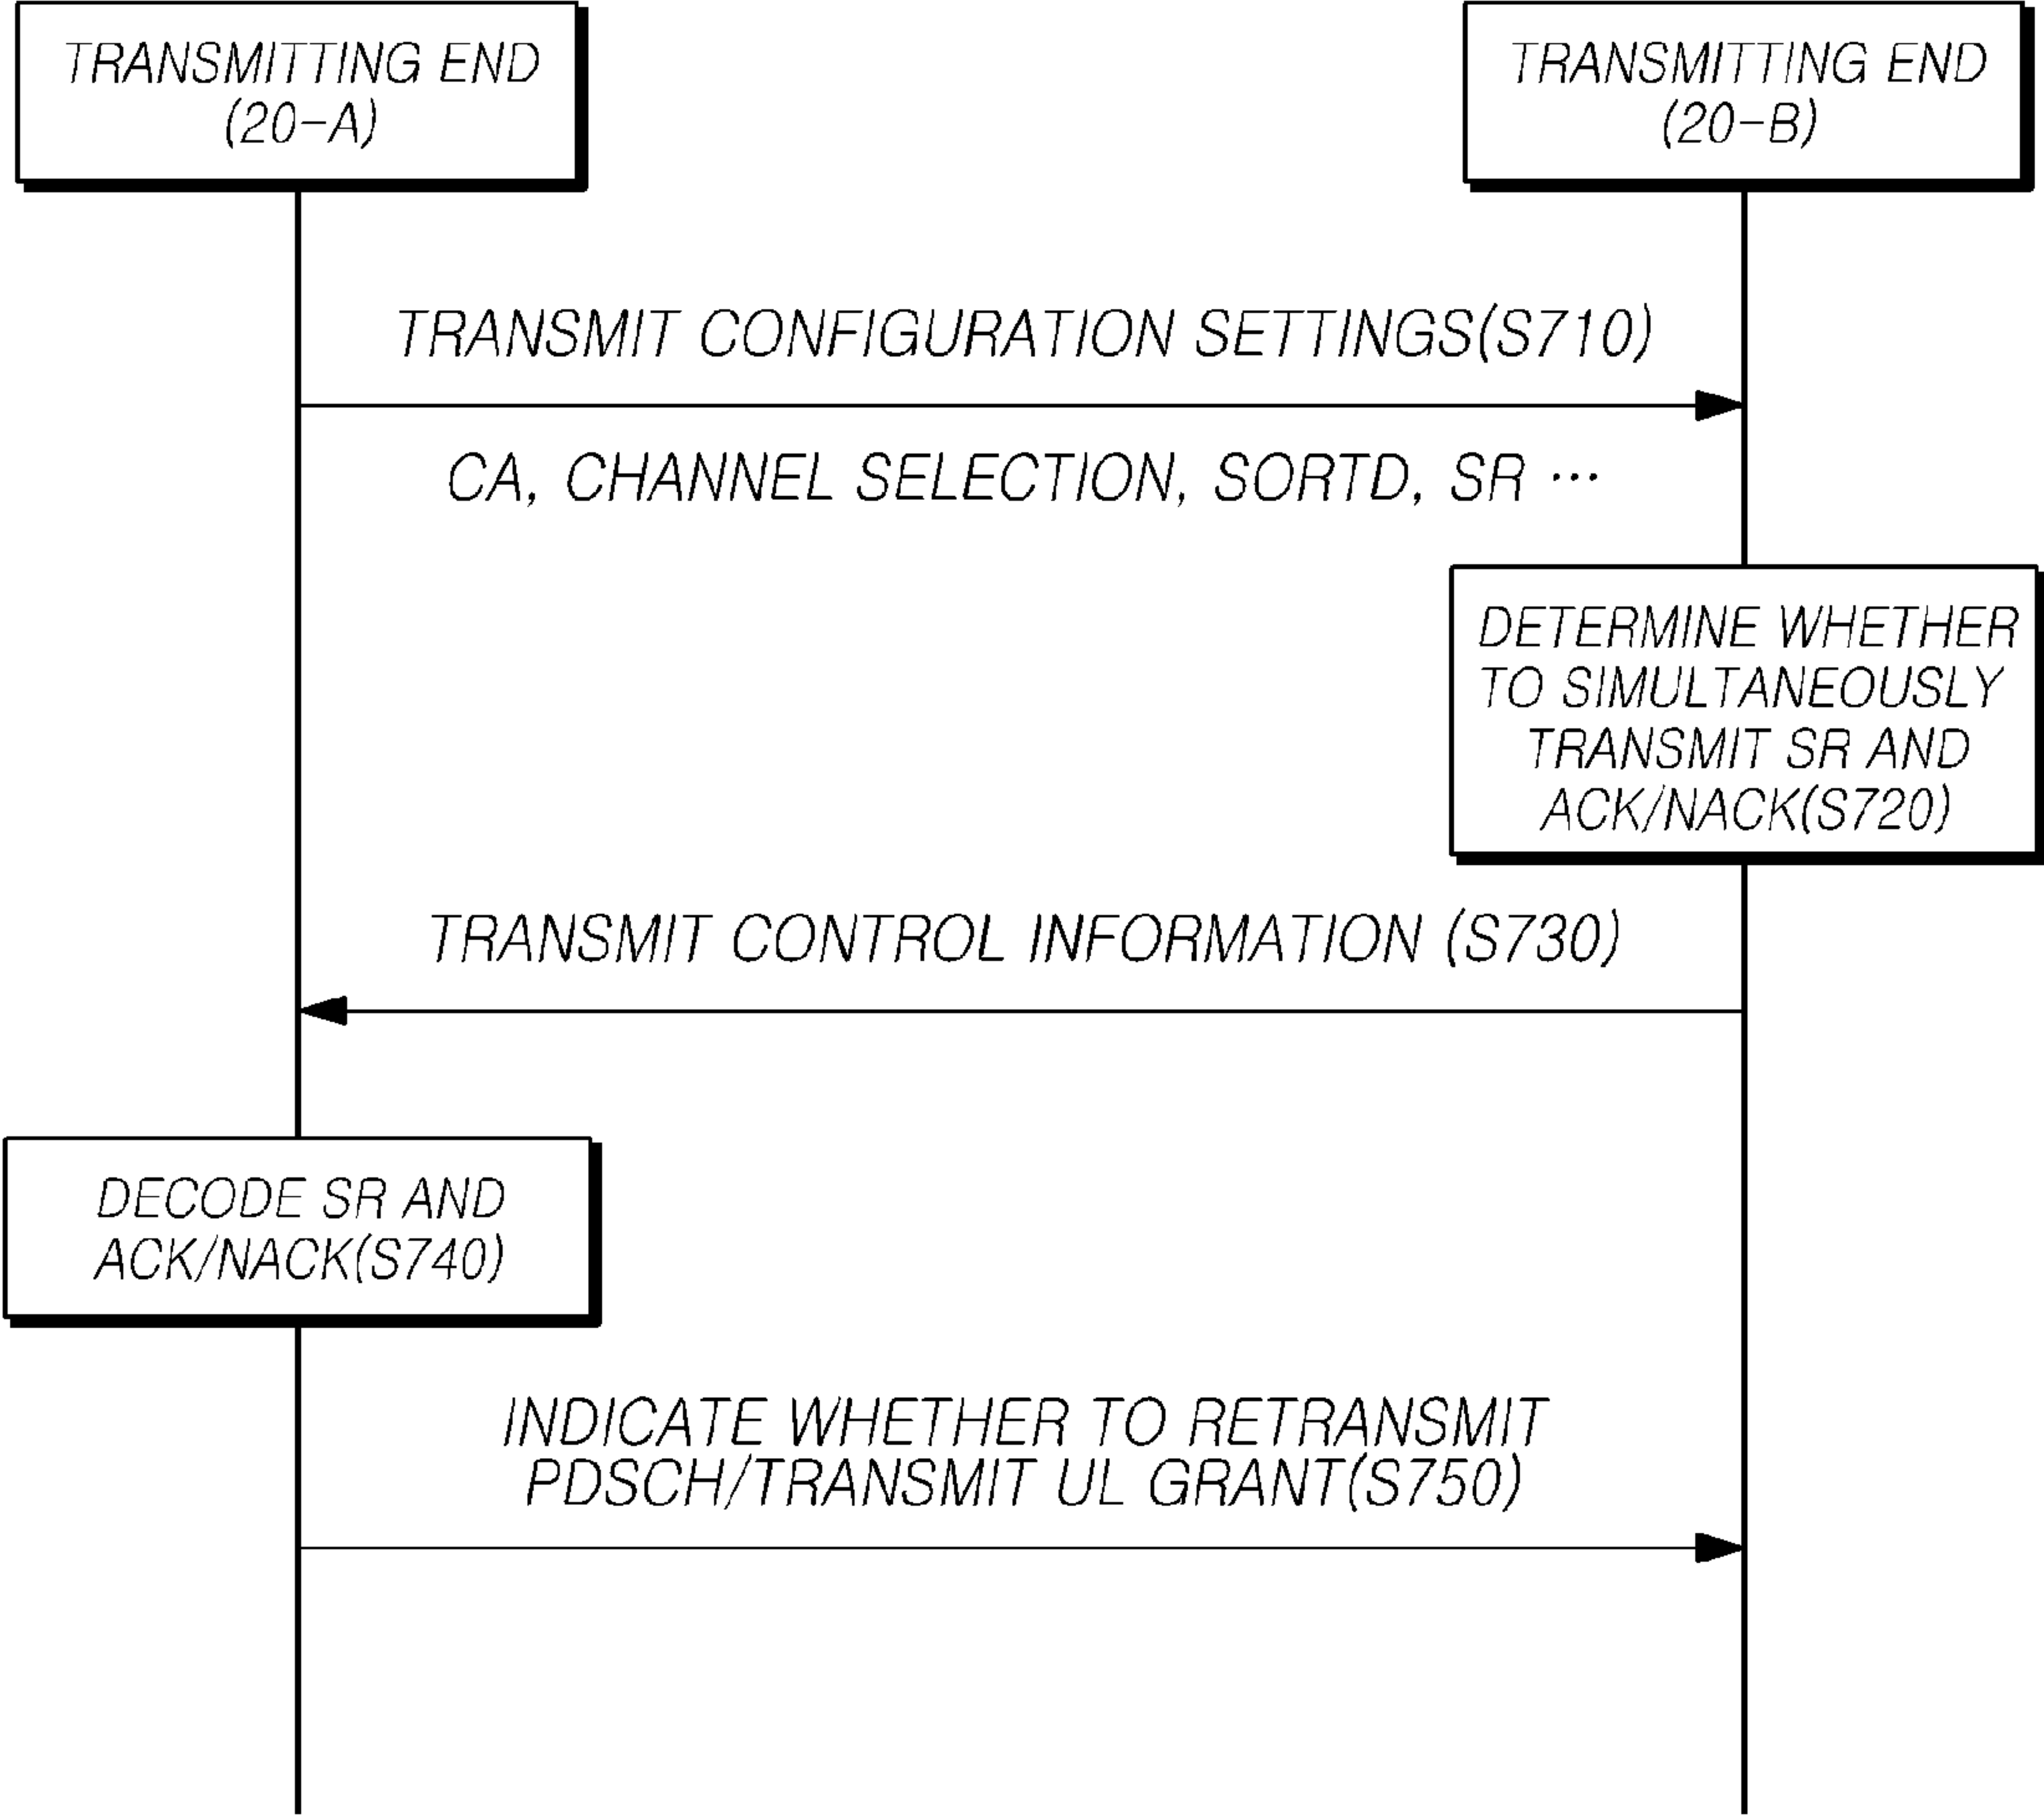 TRANSMITTING END
(20-A)
TRANSMITTING END
(20-B)
TRANSMIT CONFIGURATION SETTINGS(S710)
CA, CHANNEL SELECTION, SORTD, SR ···
DETERMINE WHETHER
TO SIMULTANEOUSLY
TRANSMIT SR AND
ACK/NACK(S720)
TRANSMIT CONTROL INFORMATION (S730)
DECODE SR AND
ACK/NACK(S740)
INDICATE WHETHER TO RETRANSMIT
PDSCH/TRANSMIT UL GRANT(S750)